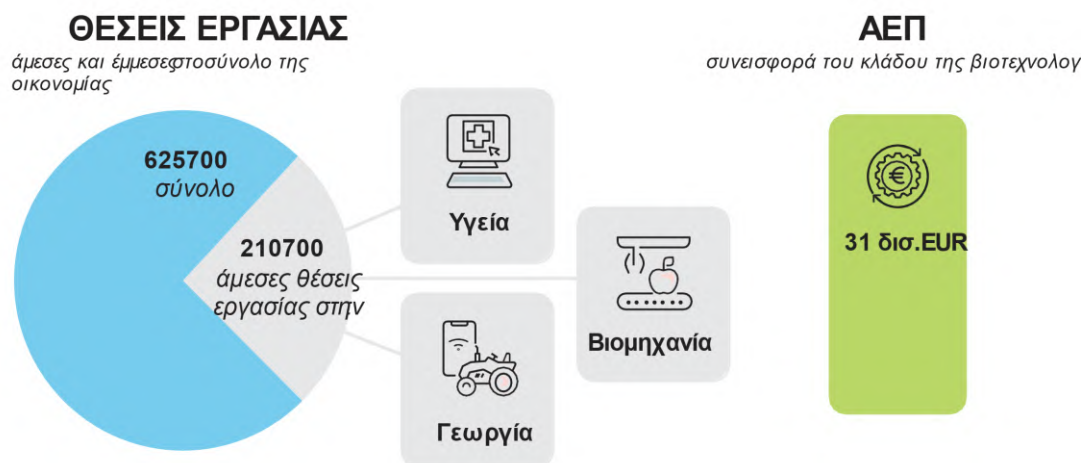 ΘΕΣΕΙΣ ΕΡΓΑΣΙΑΣ
άμεσες και έμμεσεςστοσύνολο της
οικονομίας
625700
σύνολο
210700
άμεσες θέσεις
εργασίας στην
Υγεία
Βιομηχανία
Γεωργία
ΑΕΠ
συνεισφορά του κλάδου της βιοτεχνολογ
€
31 δισ.EUR